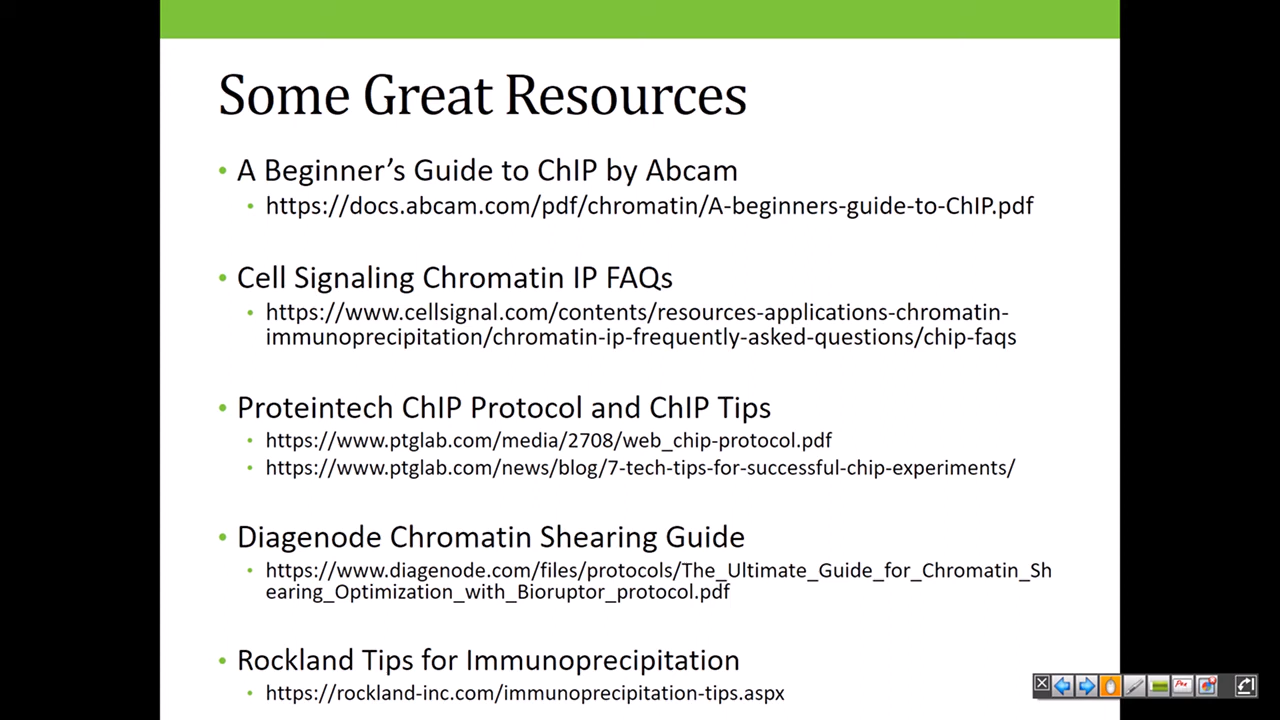 Some Great Resources
• A Beginner’s Guide to ChIP by Abcam
• https://docs.abcam.com/pdf/chromatin/A-beginners-guide-to-ChIP.pdf
• Cell Signaling Chromatin IP FAQs
• https://www.cellsignal.com/contents/resources-applications-chromatin-
immunoprecipitation/chromatin-ip-frequently-asked-questions/chip-faqs
• Proteintech ChIP Protocol and ChIP Tips
• https://www.ptglab.com/media/2708/web_chip-protocol.pdf
• https://www.ptglab.com/news/blog/7-tech-tips-for-successful-chip-experiments/
• Diagenode Chromatin Shearing Guide
• https://www.diagenode.com/files/protocols/The_Ultimate_Guide_for_Chromatin_Sh
earing_Optimization_with_Bioruptor_protocol.pdf
• Rockland Tips for Immunoprecipitation
• https://rockland-inc.com/immunoprecipitation-tips.aspx